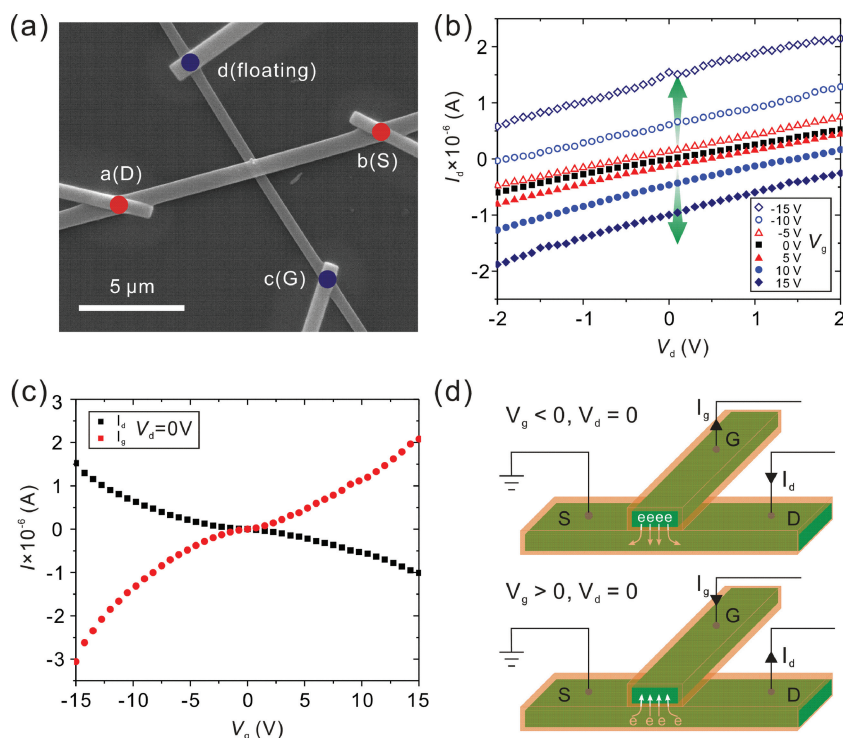 (a)
d(floating)
b(S)
a(D)
c(G)
5 μm
(b)
I_d×10^-6 (A)
2
1
0
-1
-2
-2 -1 0 1 2
V_d (V)
-15 V
-10 V
-5 V
0 V
5 V
10 V
15 V
V_g
(c)
I×10^-6 (A)
3
2
1
0
-1
-2
-3
I_d V_d=0V
I_g
-15 -10 -5 0 5 10 15
V_g (V)
(d)
V_g < 0, V_d = 0
I_g
G
I_d
S
D
eeee
V_g > 0, V_d = 0
I_g
G
I_d
S
D
e e e e